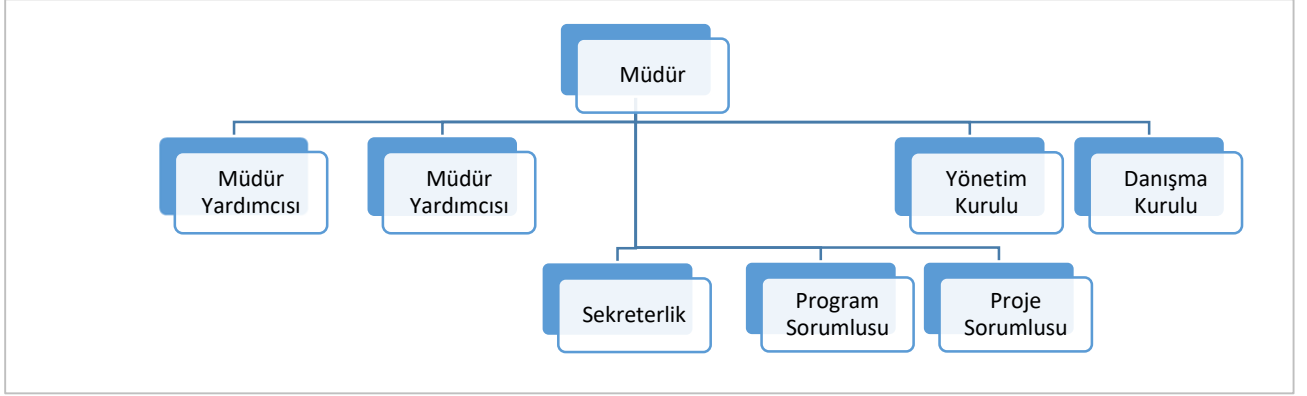 Müdür
Müdür
Yardımcısı
Müdür
Yardımcısı
Yönetim
Kurulu
Danışma
Kurulu
Sekreterlik
Program
Sorumlusu
Proje
Sorumlusu